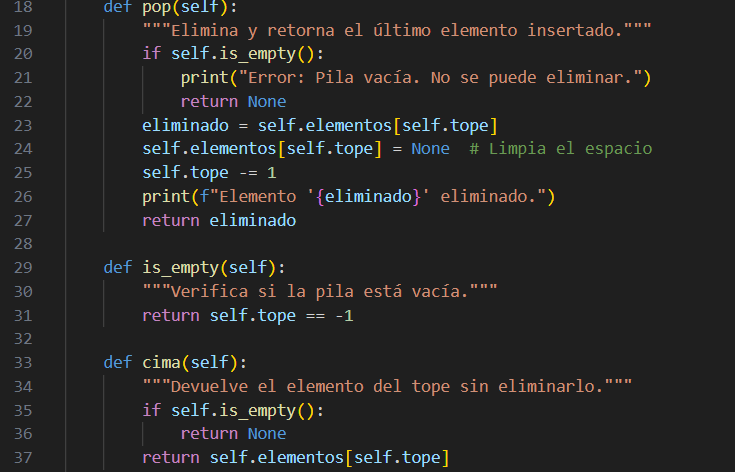 18 def pop(self):
19 """Elimina y retorna el último elemento insertado."""
20 if self.is_empty():
21 print("Error: Pila vacía. No se puede eliminar.")
22 return None
23 eliminado = self.elementos[self.tope]
24 self.elementos[self.tope] = None  # Limpia el espacio
25 self.tope -= 1
26 print(f"Elemento '{eliminado}' eliminado.")
27 return eliminado
28
29 def is_empty(self):
30 """Verifica si la pila está vacía."""
31 return self.tope == -1
32
33 def cima(self):
34 """Devuelve el elemento del tope sin eliminarlo."""
35 if self.is_empty():
36 return None
37 return self.elementos[self.tope]